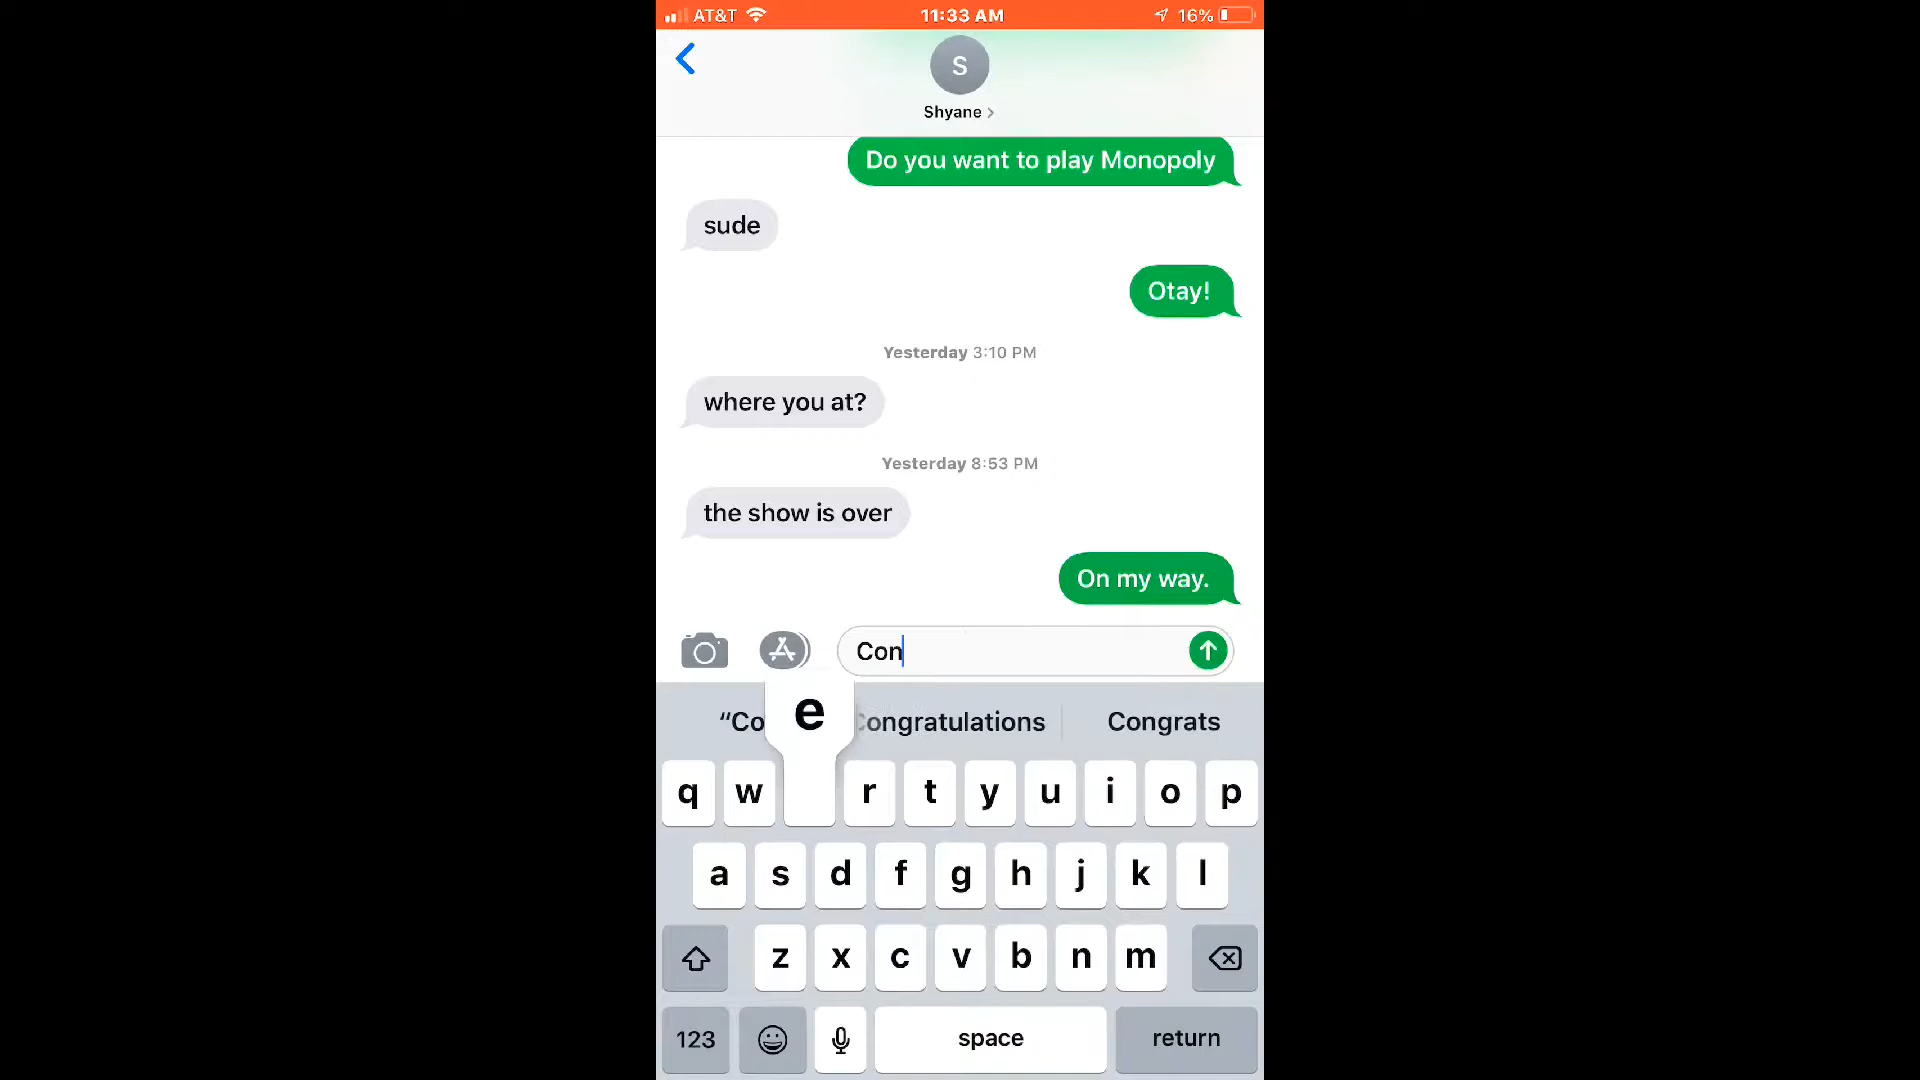 AT&T 11:33 AM 16%
S
Shyane
Do you want to play Monopoly
sude
Otay!
Yesterday 3:10 PM
where you at?
Yesterday 8:53 PM
the show is over
On my way.
Con
“Co e ongratulations Congrats
q w r t y u i o p
a s d f g h j k l
z x c v b n m
123 space return